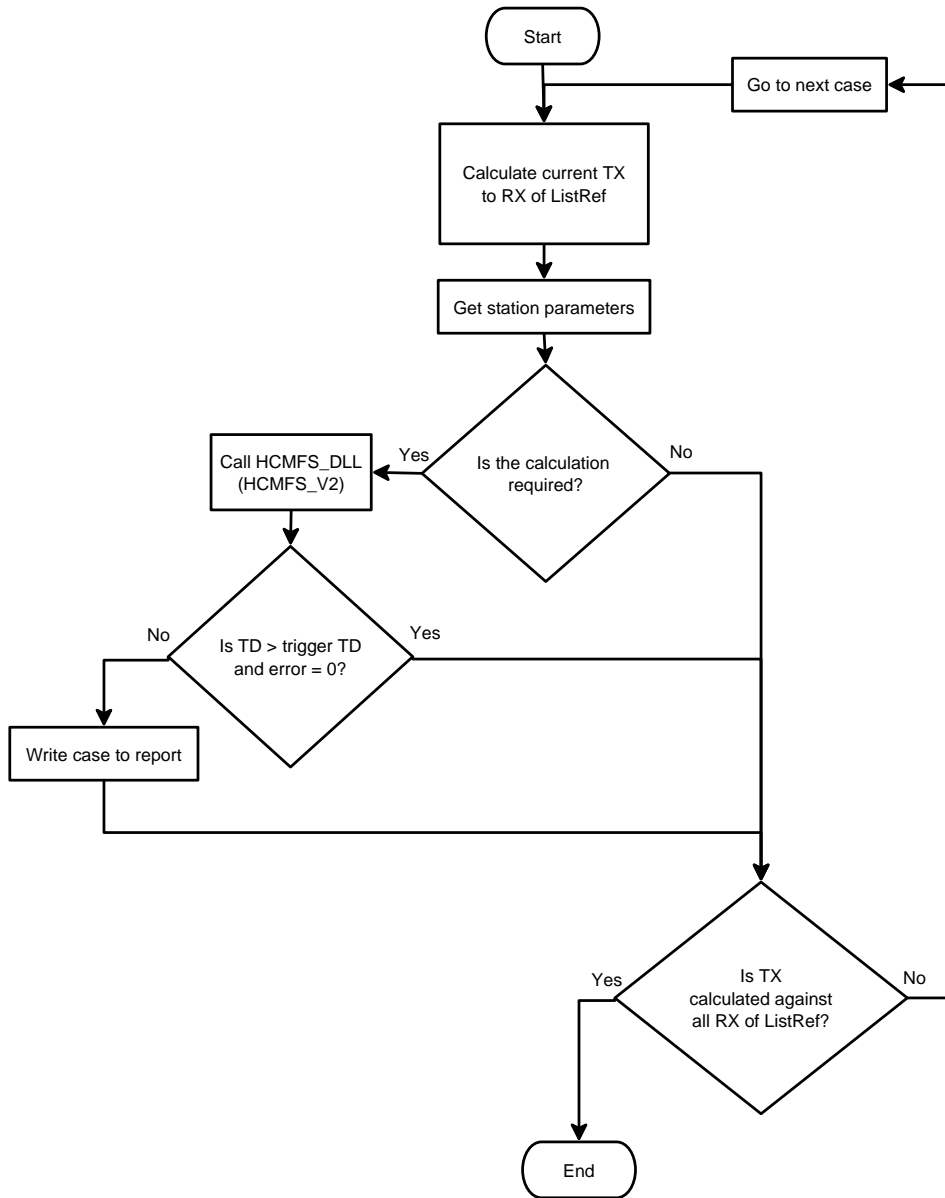 Start
Go to next case
Calculate current TX
to RX of ListRef
Get station parameters
Yes
No
Is the calculation
required?
Call HCMFS_DLL
(HCMFS_V2)
No
Yes
Is TD > trigger TD
and error = 0?
Write case to report
Yes
No
Is TX
calculated against
all RX of ListRef?
End